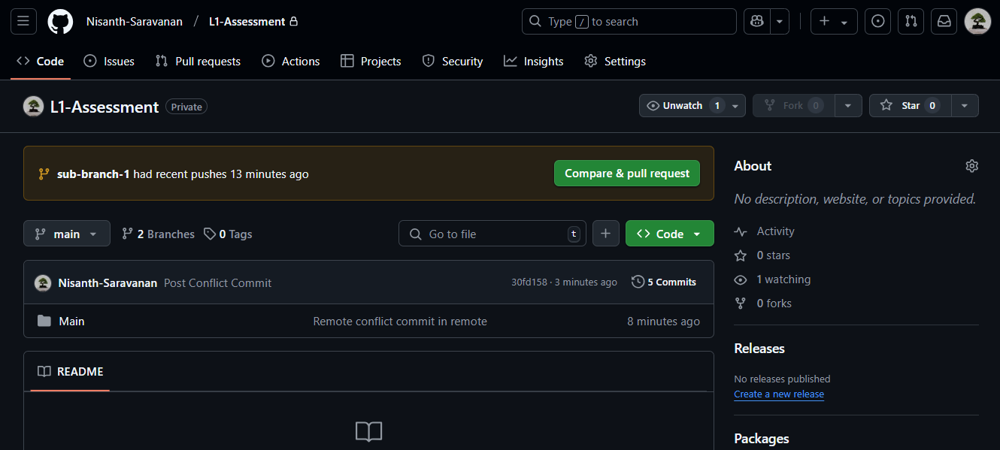 Nisanth-Saravanan / L1-Assessment Type / to search
Code Issues Pull requests Actions Projects Security Insights Settings
L1-Assessment Private Unwatch 1 Fork 0 Star 0
sub-branch-1 had recent pushes 13 minutes ago Compare & pull request
About
No description, website, or topics provided.
main 2 Branches 0 Tags Go to file t + Code
Activity
0 stars
1 watching
0 forks
Nisanth-Saravanan Post Conflict Commit 30fd158 · 3 minutes ago 5 Commits
Main Remote conflict commit in remote 8 minutes ago
Releases
No releases published
Create a new release
README
Packages